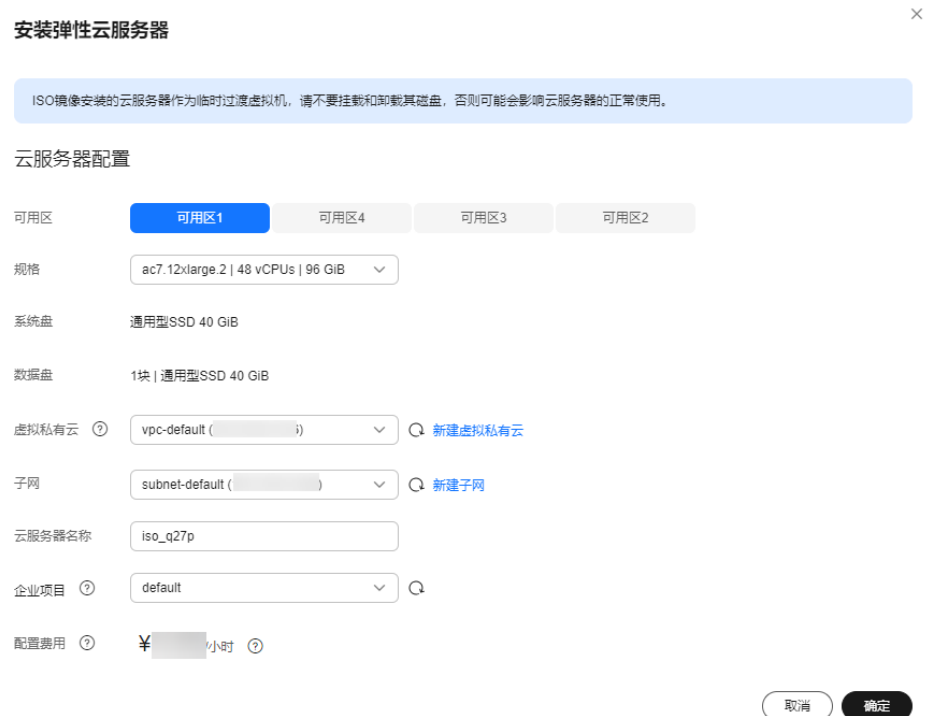 安装弹性云服务器
ISO镜像安装的云服务器作为临时过渡虚拟机，请不要挂载和卸载其磁盘，否则可能会影响云服务器的正常使用。
云服务器配置
可用区 可用区1 可用区4 可用区3 可用区2
规格 ac7.12xlarge.2 | 48 vCPUs | 96 GiB
系统盘 通用型SSD 40 GiB
数据盘 1块 | 通用型SSD 40 GiB
虚拟私有云 vpc-default ( ) 新建虚拟私有云
子网 subnet-default ( ) 新建子网
云服务器名称 iso_q27p
企业项目 default
配置费用 ¥ /小时
取消 确定